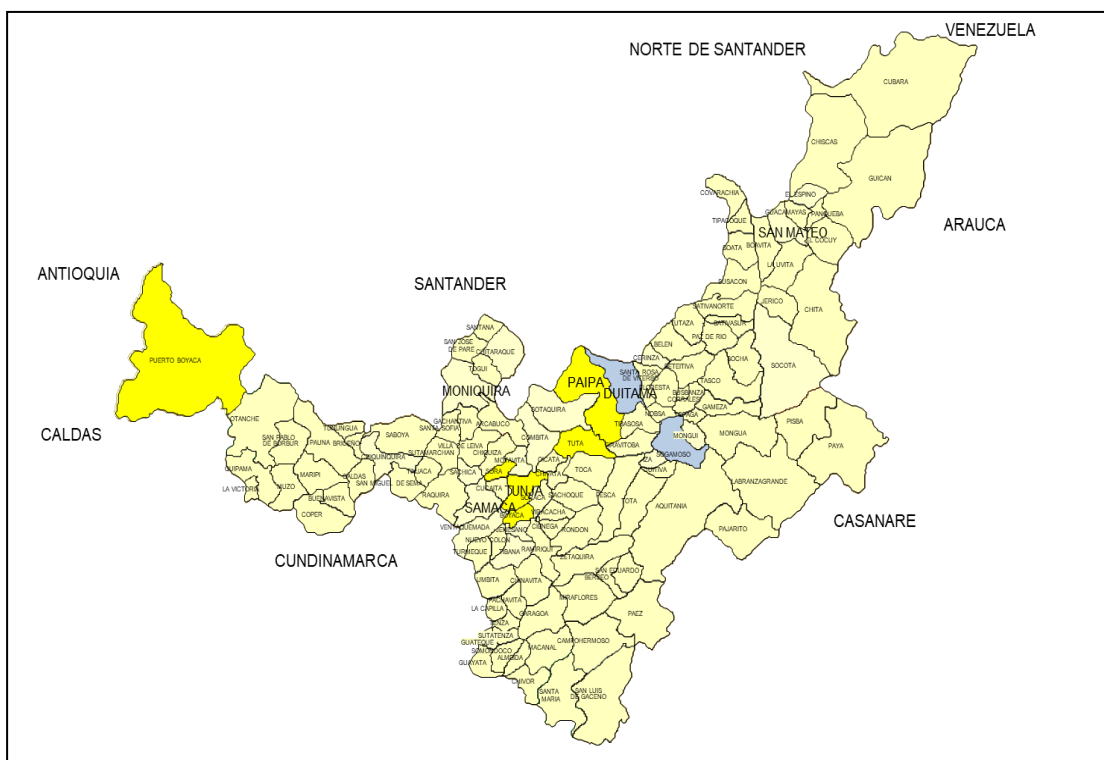 VENEZUELA
NORTE DE SANTANDER
CUBARA
CHISCAS
GUICAN
COVARACHIA
EL ESPINO
GUACAMAYAS
PANQUEBA
TIPACOQUE
ARAUCA
SAN MATEO
EL COCUY
SOATA
BOAVITA
LA UVITA
ANTIOQUIA
SANTANDER
SUSACON
JERICO
CHITA
SATIVANORTE
SATIVASUR
TUTAZA
PAZ DE RIO
SANTANA
SAN JOSE
DE PARE
CHITARAQUE
TOGUI
BELEN
PUERTO BOYACA
CERINZA
BETEITIVA
SOCHA
SOCOTA
SANTA ROSA
DE VITERBO
FLORESTA
TASCO
PAIPA
DUITAMA
MONIQUIRA
BUSBANZA
CORRALES
GAMEZA
SOTAQUIRA
NOBSA
TOPAGA
TIBASOSA
GACHANTIVA
ARCABUCO
OTANCHE
TUNUNGUA
SANTA SOFIA
CALDAS
SAN PABLO
DE BORBUR
PAUNA
BRICEÑO
SABOYA
VILLA DE LEIVA
COMBITA
TUTA
MONGUI
MONGUA
PISBA
PAYA
CHIQUINQUIRA
SUTAMARCHAN
CHIQUIZA
MOTAVITA
OICATA
FIRAVITOBA
SOGAMOSO
IZA
CUITIVA
QUIPAMA
MARIPI
CALDAS
TINJACA
SACHICA
SORA
CHIVATA
TOCA
LA VICTORIA
MUZO
SAN MIGUEL DE SEMA
RAQUIRA
CUCAITA
TUNJA
SORACA
SIACHOQUE
PESCA
TOTA
AQUITANIA
LABRANZAGRANDE
BUENAVISTA
COPER
SAMACA
BOYACA
VIRACACHA
CIENEGA
RONDON
VENTAQUEMADA
JENESANO
PAJARITO
CASANARE
NUEVO COLON
RAMIRIQUI
CUNDINAMARCA
TURMEQUE
TIBANA
ZETAQUIRA
SAN EDUARDO
BERBEO
UMBITA
CHINAVITA
MIRAFLORES
PAEZ
PACHAVITA
LA CAPILLA
GARAGOA
TENZA
SUTATENZA
GUATEQUE
SOMONDOCO
CAMPOHERMOSO
MACANAL
GUAYATA
ALMEIDA
CHIVOR
SANTA
MARIA
SAN LUIS
DE GACENO